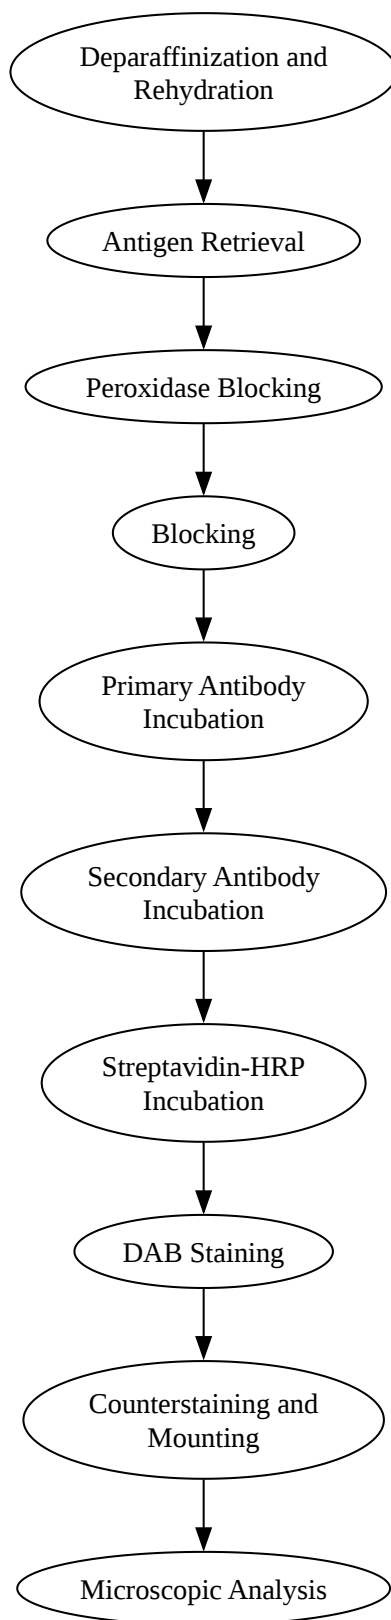 Deparaffinization and
Rehydration
Antigen Retrieval
Peroxidase Blocking
Blocking
Primary Antibody
Incubation
Secondary Antibody
Incubation
Streptavidin-HRP
Incubation
DAB Staining
Counterstaining and
Mounting
Microscopic Analysis